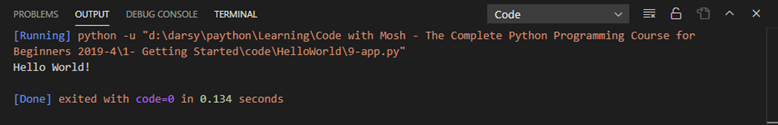 PROBLEMS OUTPUT DEBUG CONSOLE TERMINAL Code
[Running] python -u "d:\darsy\paython\Learning\Code with Mosh - The Complete Python Programming Course for
Beginners 2019-4\1- Getting Started\code\HelloWorld\9-app.py"
Hello World!
[Done] exited with code=0 in 0.134 seconds